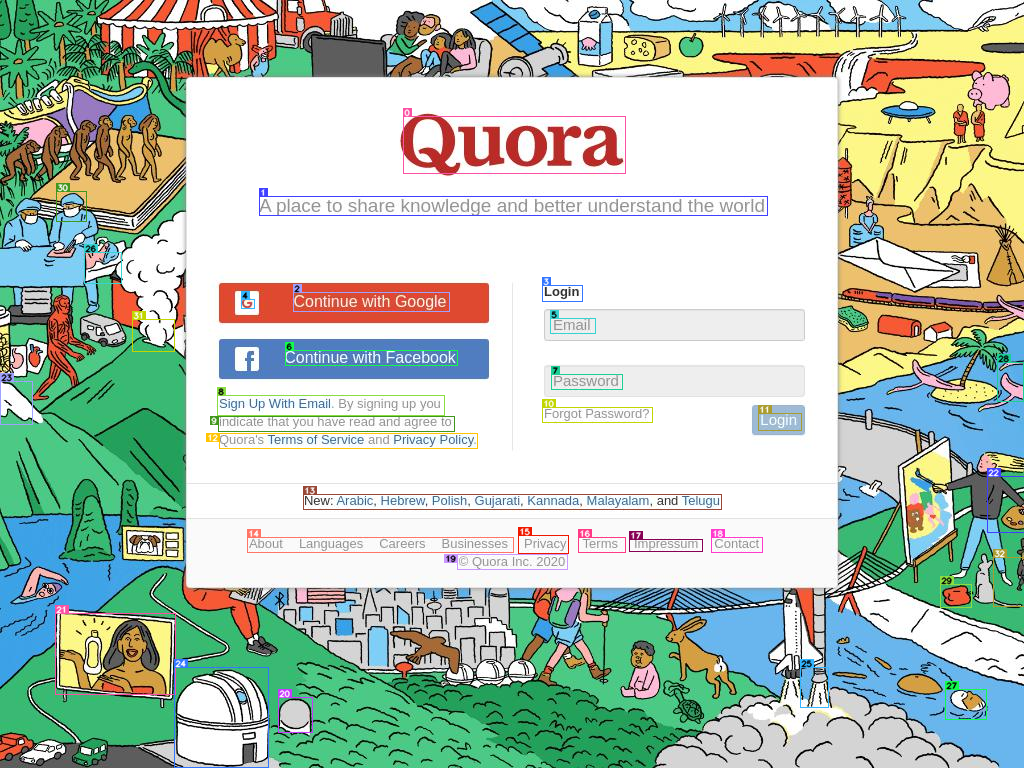 Quora
A place to share knowledge and better understand the world
Continue with Google
Continue with Facebook
Sign Up With Email. By signing up you
indicate that you have read and agree to
Quora's Terms of Service and Privacy Policy.
Login
Email
Password
Forgot Password?
Login
New: Arabic, Hebrew, Polish, Gujarati, Kannada, Malayalam, and Telugu
About Languages Careers Businesses Privacy Terms Impressum Contact
© Quora Inc. 2020
0
1
2
3
4
5
6
7
8
9
10
11
12
13
14
15
16
17
18
19
20
21
22
23
24
25
26
27
28
29
30
31
32